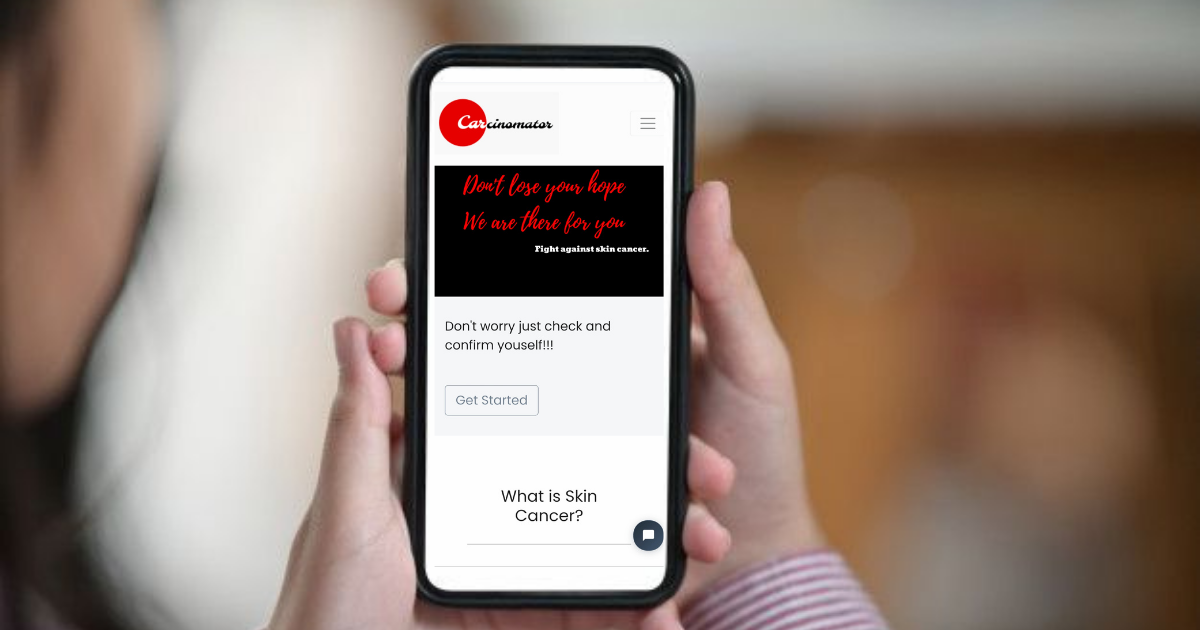 Carcinomator
Don't lose your hope
We are there for you
Fight against skin cancer.
Don't worry just check and
confirm youself!!!
Get Started
What is Skin
Cancer?